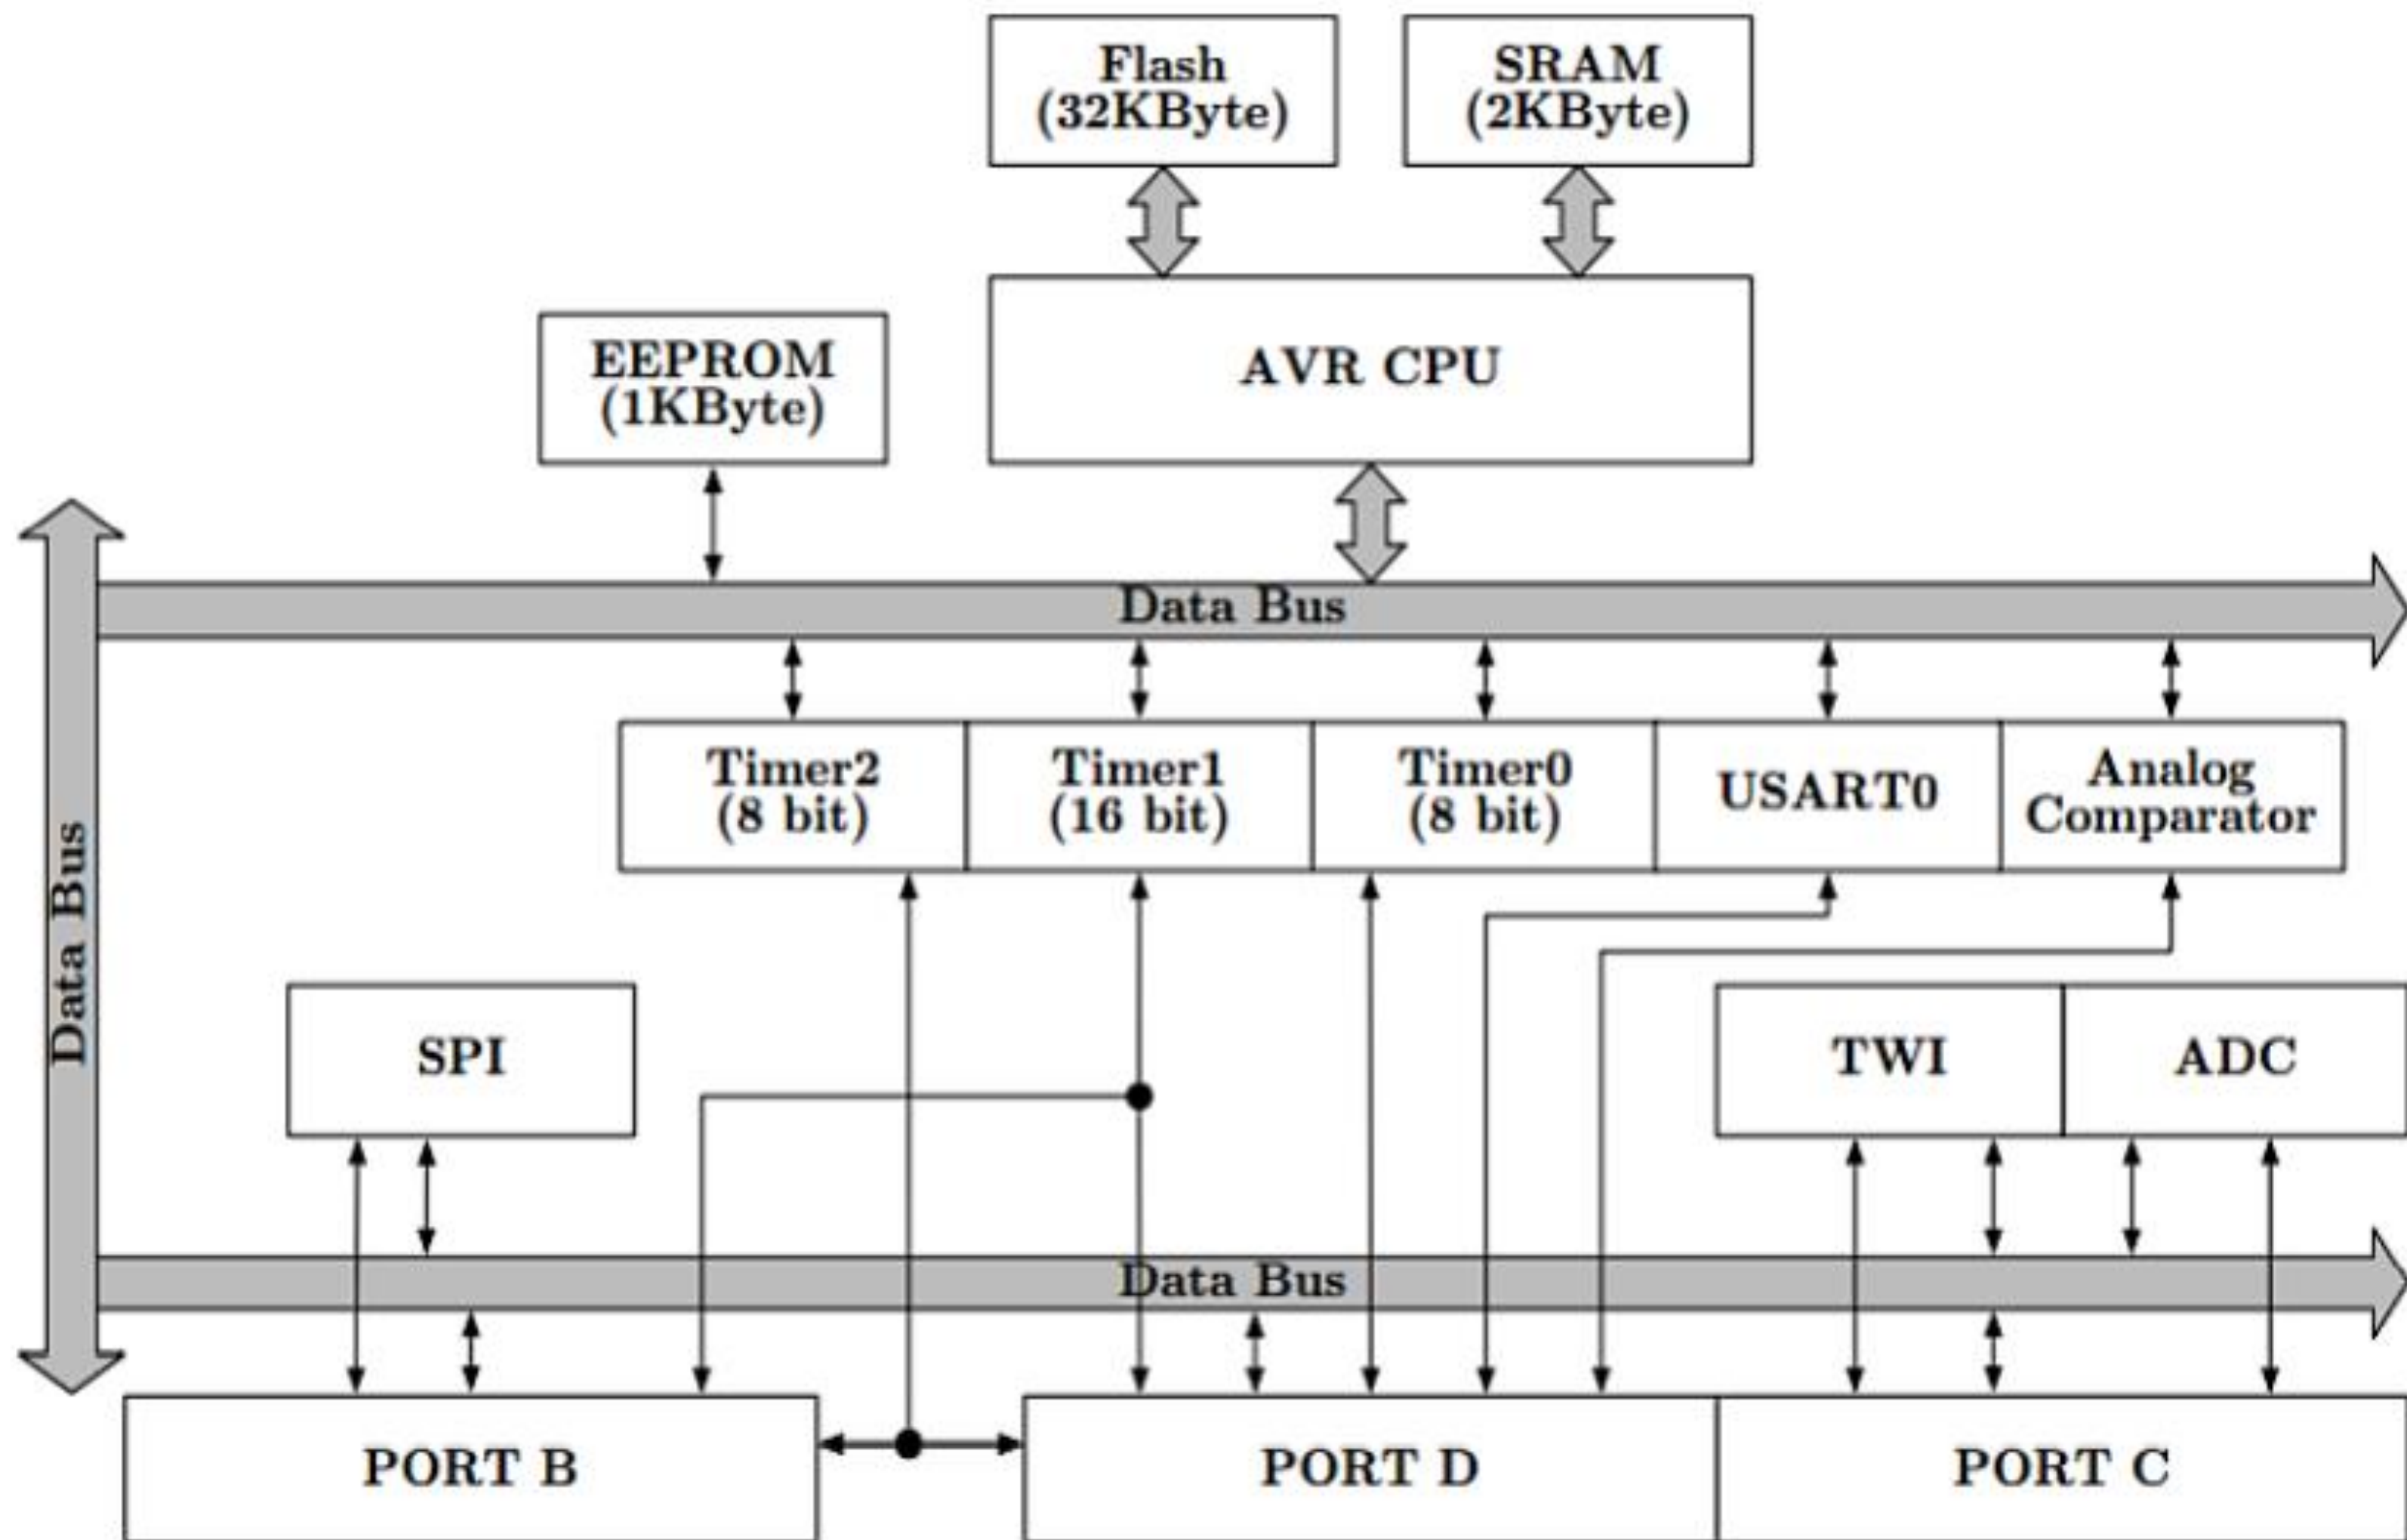 Flash
(32KByte)
SRAM
(2KByte)
EEPROM
(1KByte)
AVR CPU
Data Bus
Timer2
(8 bit)
Timer1
(16 bit)
Timer0
(8 bit)
USART0
Analog
Comparator
Data Bus
SPI
TWI
ADC
Data Bus
PORT B
PORT D
PORT C